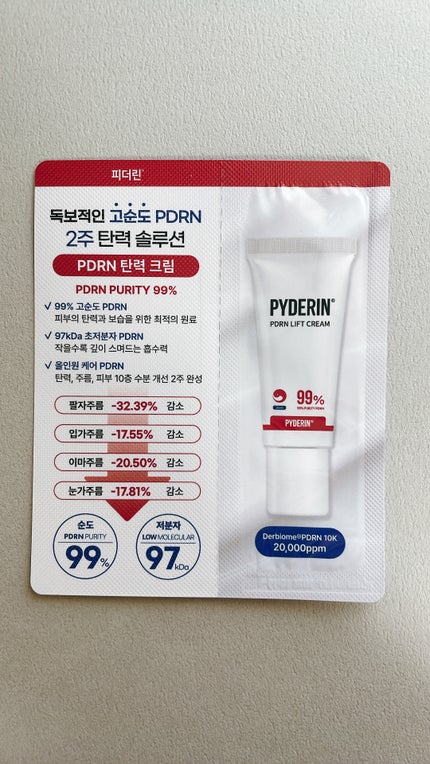 피더린
독보적인 고순도 PDRN
2주 탄력 솔루션
PDRN 탄력 크림
PDRN PURITY 99%
99% 고순도 PDRN
피부의 탄력과 보습을 위한 최적의 원료
97kDa 초저분자 PDRN
작을수록 깊이 스며드는 흡수력
올인원 케어 PDRN
탄력, 주름, 피부 10층 수분 개선 2주 완성
팔자주름 -32.39% 감소
입가주름 -17.55% 감소
이마주름 -20.50% 감소
눈가주름 -17.81% 감소
순도
PDRN PURITY
99%
저분자
LOW MOLECULAR
97kDa
PYDERIN®
PDRN LIFT CREAM
99%
PYDERIN™
Derbiome®PDRN 10K
20,000ppm